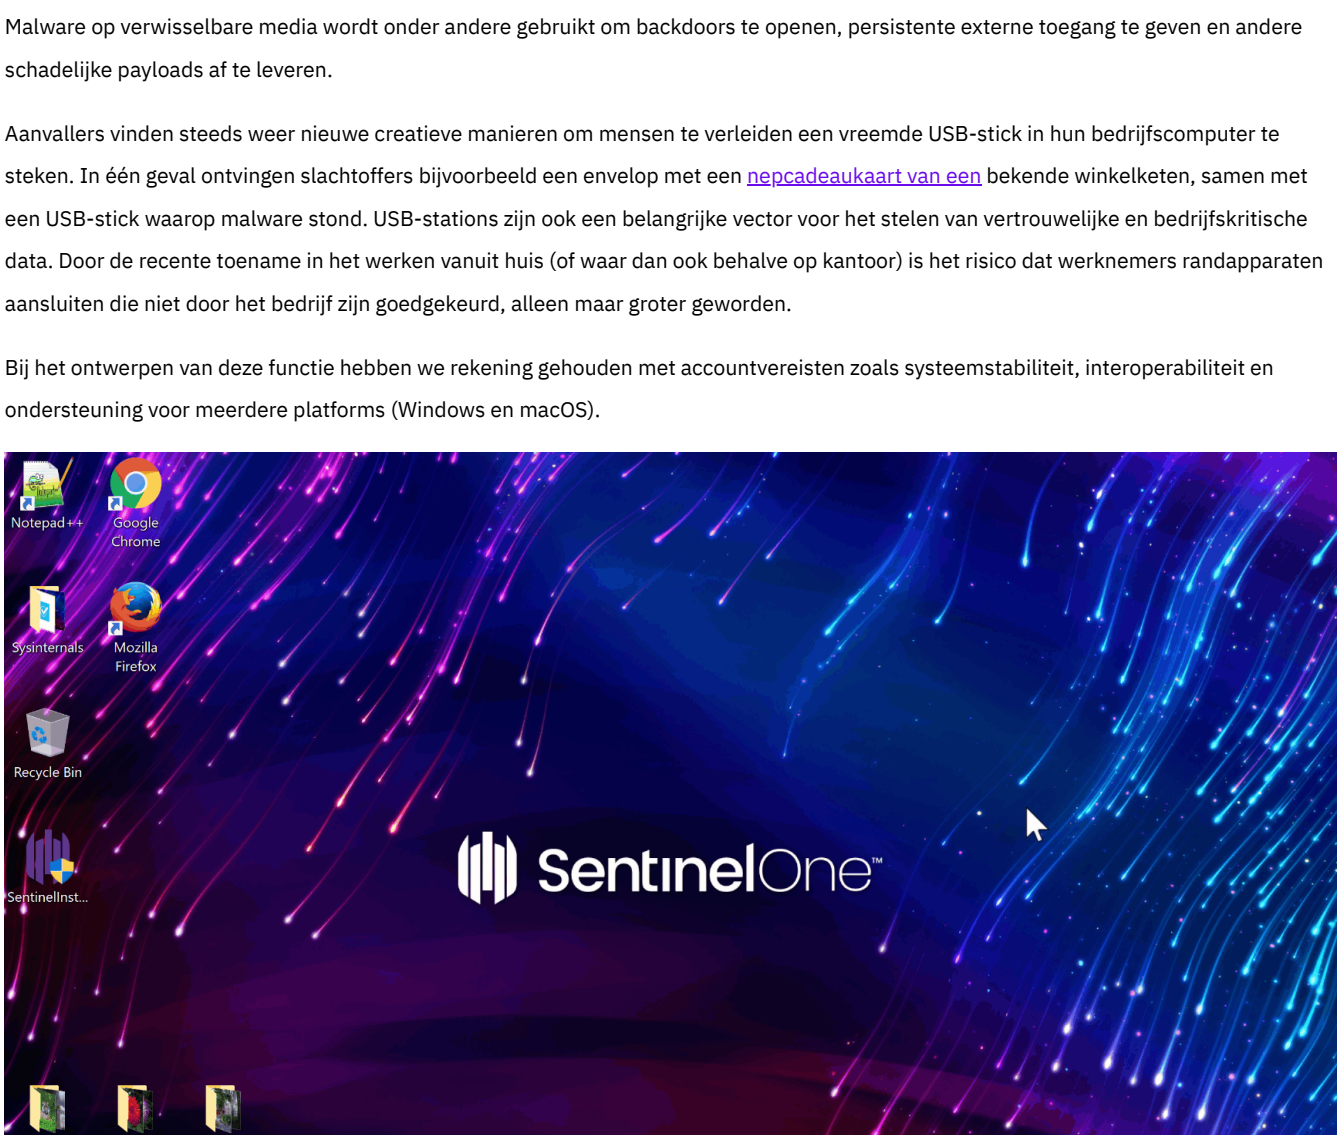 Malware op verwisselbare media wordt onder andere gebruikt om backdoors te openen, persistente externe toegang te geven en andere
schadelijke payloads af te leveren.
Aanvallers vinden steeds weer nieuwe creatieve manieren om mensen te verleiden een vreemde USB-stick in hun bedrijfscomputer te
steken. In één geval ontvingen slachtoffers bijvoorbeeld een envelop met een nepcadeaukaart van een bekende winkelketen, samen met
een USB-stick waarop malware stond. USB-stations zijn ook een belangrijke vector voor het stelen van vertrouwelijke en bedrijfskritische
data. Door de recente toename in het werken vanuit huis (of waar dan ook behalve op kantoor) is het risico dat werknemers randapparaten
aansluiten die niet door het bedrijf zijn goedgekeurd, alleen maar groter geworden.
Bij het ontwerpen van deze functie hebben we rekening gehouden met accountvereisten zoals systeemstabiliteit, interoperabiliteit en
ondersteuning voor meerdere platforms (Windows en macOS).
Notepad++
Google
Chrome
Sysinternals
Mozilla
Firefox
Recycle Bin
SentinelInst...
SentinelOne™